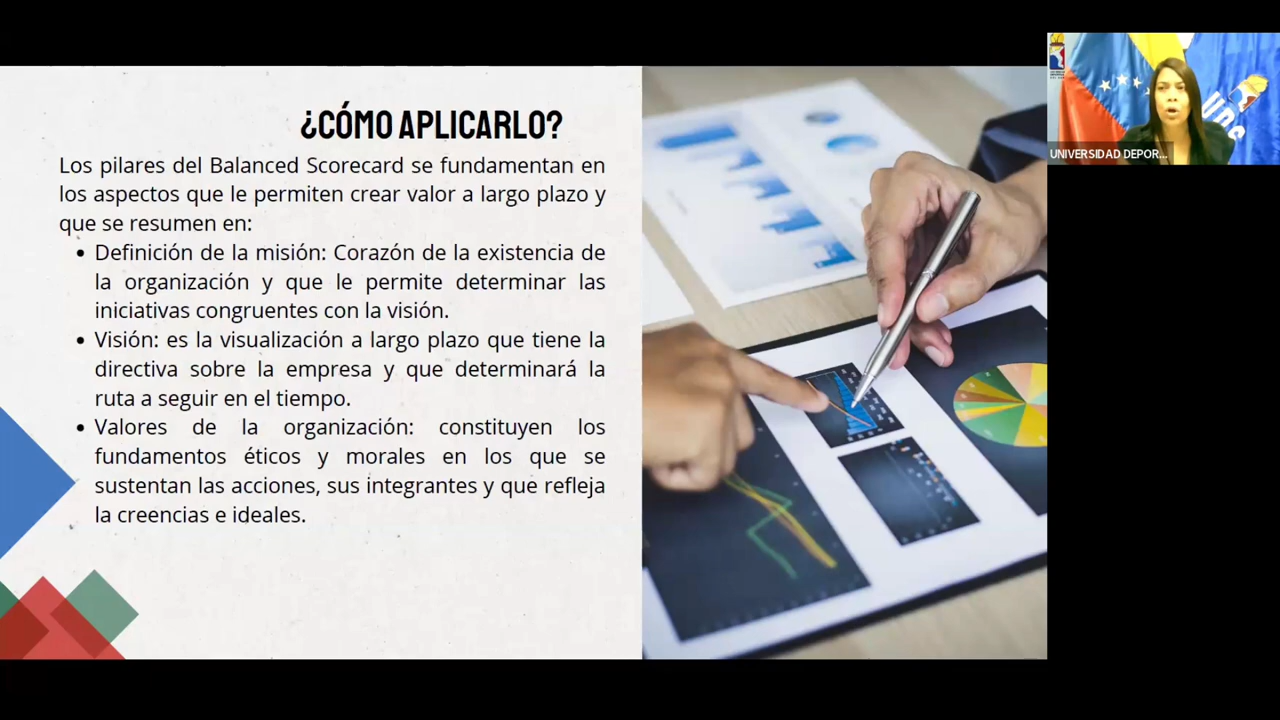 ¿CÓMO APLICARLO?
Los pilares del Balanced Scorecard se fundamentan en
los aspectos que le permiten crear valor a largo plazo y
que se resumen en:
• Definición de la misión: Corazón de la existencia de
la organización y que le permite determinar las
iniciativas congruentes con la visión.
• Visión: es la visualización a largo plazo que tiene la
directiva sobre la empresa y que determinará la
ruta a seguir en el tiempo.
• Valores de la organización: constituyen los
fundamentos éticos y morales en los que se
sustentan las acciones, sus integrantes y que refleja
la creencias e ideales.
UNIVERSIDAD DEPOR...